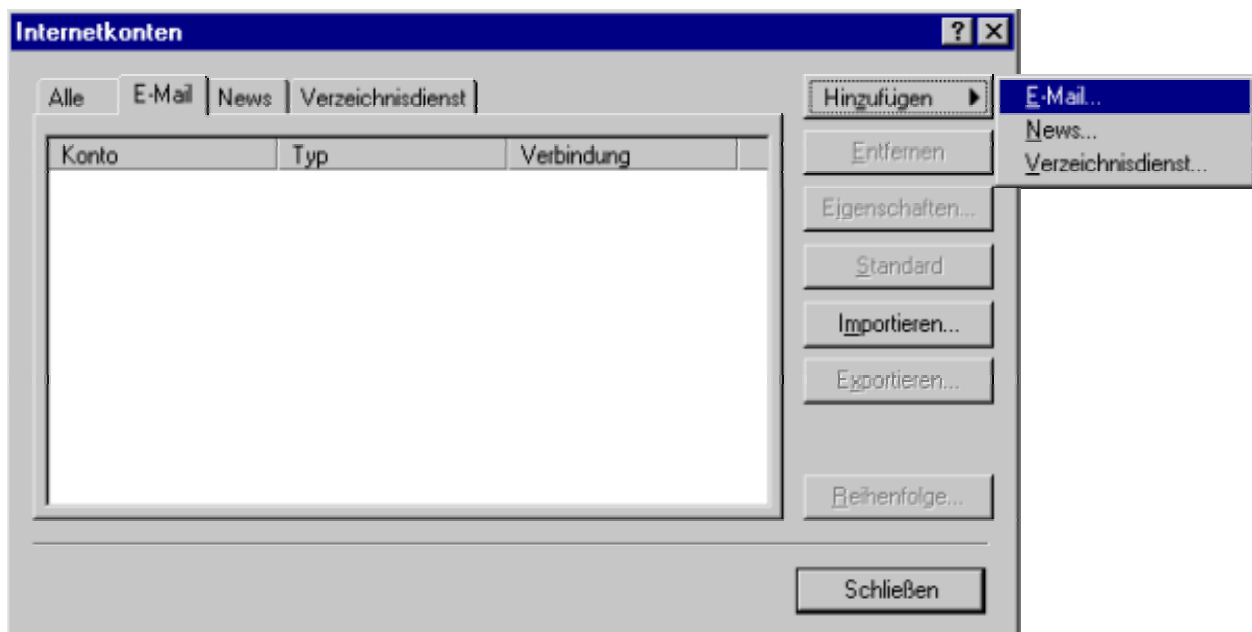 Internetkonten
Alle E-Mail News Verzeichnisdienst
Konto Typ Verbindung
Hinzufügen
Entfernen
Eigenschaften...
Standard
Importieren...
Exportieren...
Reihenfolge...
Schließen
E-Mail...
News...
Verzeichnisdienst...